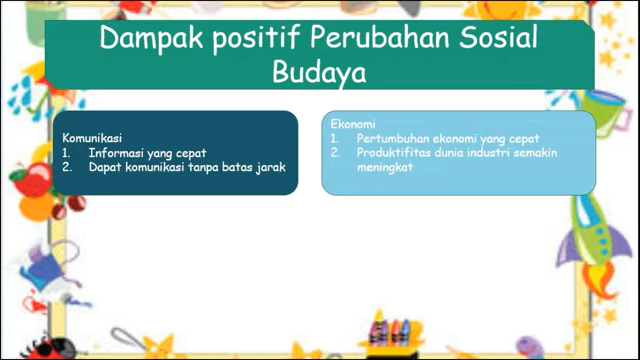 Dampak positif Perubahan Sosial
Budaya
Komunikasi
1. Informasi yang cepat
2. Dapat komunikasi tanpa batas jarak
Ekonomi
1. Pertumbuhan ekonomi yang cepat
2. Produktifitas dunia industri semakin
meningkat